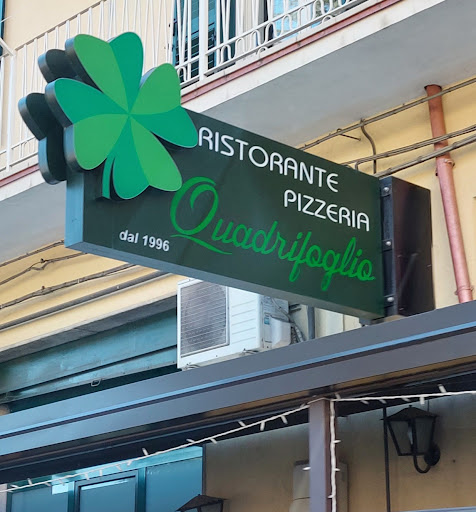 RISTORANTE
PIZZERIA
Quadrifoglio
dal 1996